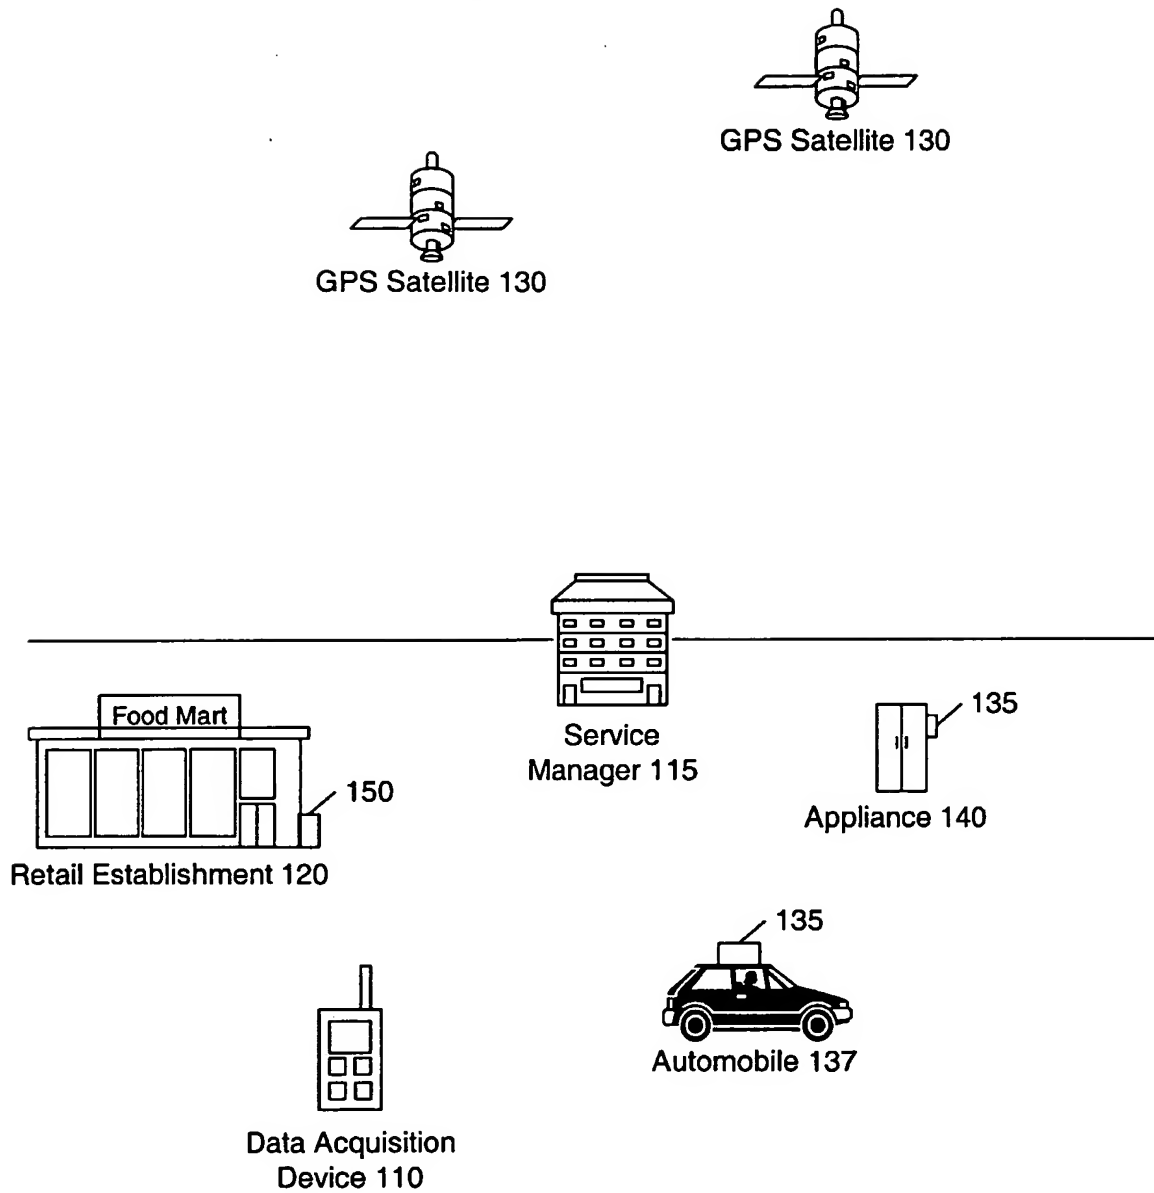 GPS Satellite 130
GPS Satellite 130
Food Mart
135
Service
Manager 115
150
Appliance 140
Retail Establishment 120
135
Automobile 137
Data Acquisition
Device 110